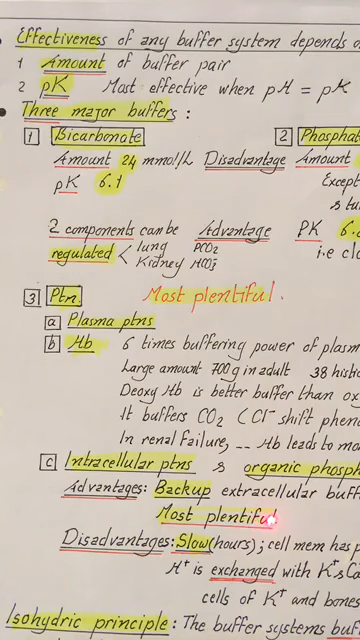 Effectiveness of any buffer system depends o
1 Amount of buffer pair
2 pK Most effective when pH = pK
Three major buffers :
1 Bicarbonate 2 Phosphat
Amount 24 mmol/L Disadvantage Amount
pK 6.1 Except
2 components can be Advantage PK 6.
regulated < lung PCO2 i.e clo
Kidney HCO3
3 Ptn. Most plentiful.
a Plasma ptns
b Hb 6 times buffering power of plasm
Large amount 700 g in adult 38 histi
Deoxy Hb is better buffer than ox
It buffers CO2 (Cl⁻ shift phen
In renal failure, __ Hb leads to mo
c Intracellular ptns & organic phosph
Advantages: Backup extracellular buff
Most plentiful
Disadvantages: Slow (hours); cell mem has p
H⁺ is exchanged with K⁺ & Ca
cells of K⁺ and bones
Isohydric principle : The buffer systems buf